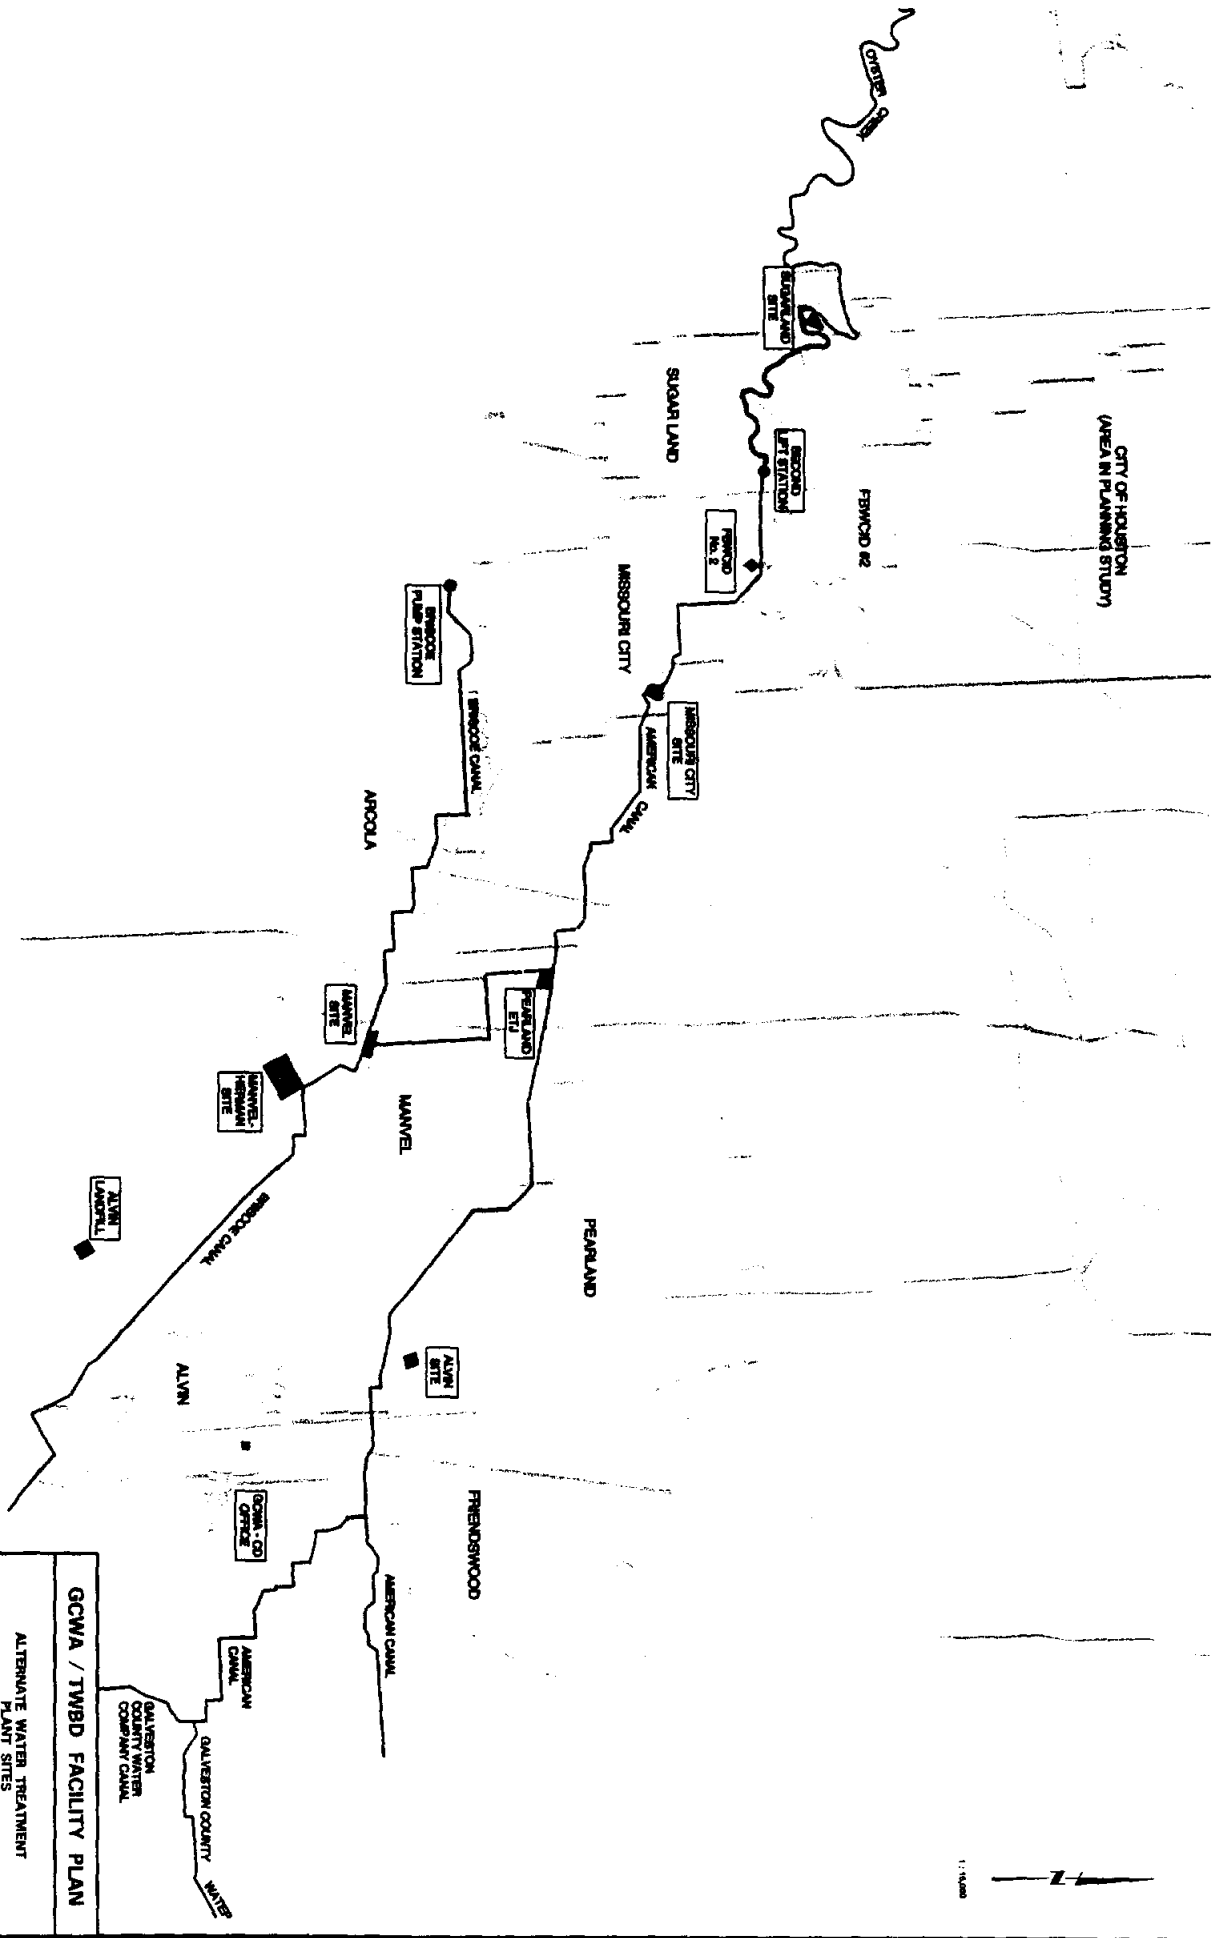 OYSTER CREEK
CITY OF HOUSTON
(AREA IN PLANNING STUDY)
SUGARLAND
SITE
SUGAR LAND
SECOND
LIFT STATION
FBWCID #2
FBWCID
No. 2
MISSOURI CITY
BRISCOE
PUMP STATION
MISSOURI CITY
SITE
AMERICAN CANAL
BRISCOE CANAL
ARCOLA
PEARLAND
ETJ
MANVEL
SITE
MANVEL-
HERMAN
SITE
MANVEL
PEARLAND
ALVIN
LANDFILL
BRISCOE CANAL
ALVIN
SITE
ALVIN
GCWA - CD
OFFICE
FRIENDSWOOD
AMERICAN CANAL
AMERICAN
CANAL
GALVESTON
COUNTY WATER
COMPANY CANAL
GALVESTON COUNTY WATER
N
GCWA / TWBD FACILITY PLAN
ALTERNATE WATER TREATMENT
PLANT SITES